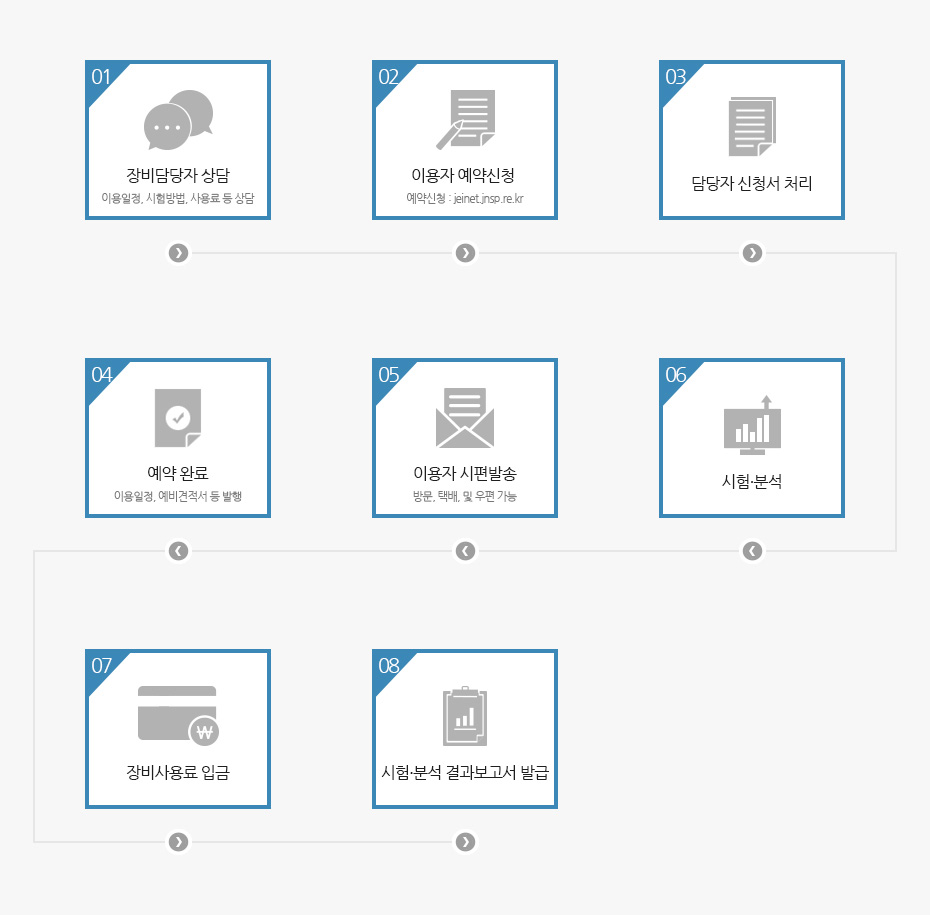 01
장비담당자 상담
이용일정, 시험방법, 사용료 등 상담
02
이용자 예약신청
예약신청 : jeinet.jnsp.re.kr
03
담당자 신청서 처리
04
예약 완료
이용일정, 예비견적서 등 발행
05
이용자 시편발송
방문, 택배, 및 우편 가능
06
시험·분석
07
₩
장비사용료 입금
08
시험·분석 결과보고서 발급